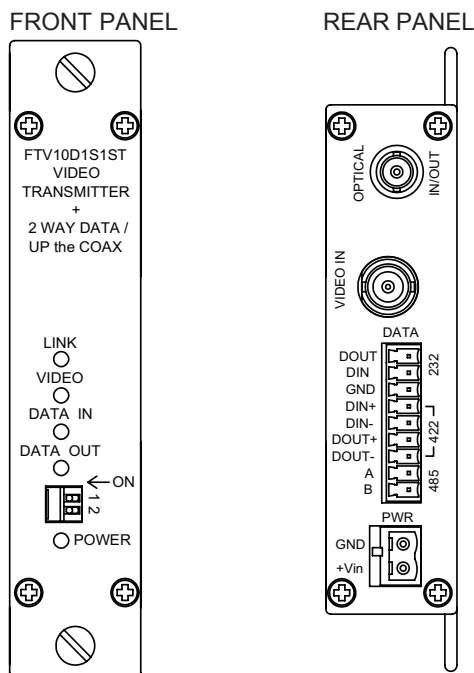 FRONT PANEL
FTV10D1S1ST
VIDEO
TRANSMITTER
+
2 WAY DATA /
UP the COAX
LINK
VIDEO
DATA IN
DATA OUT
ON
1
2
POWER
REAR PANEL
OPTICAL
IN/OUT
VIDEO IN
DATA
DOUT
DIN
GND
232
DIN+
DIN-
DOUT+
DOUT-
422
A
B
485
PWR
GND
+Vin